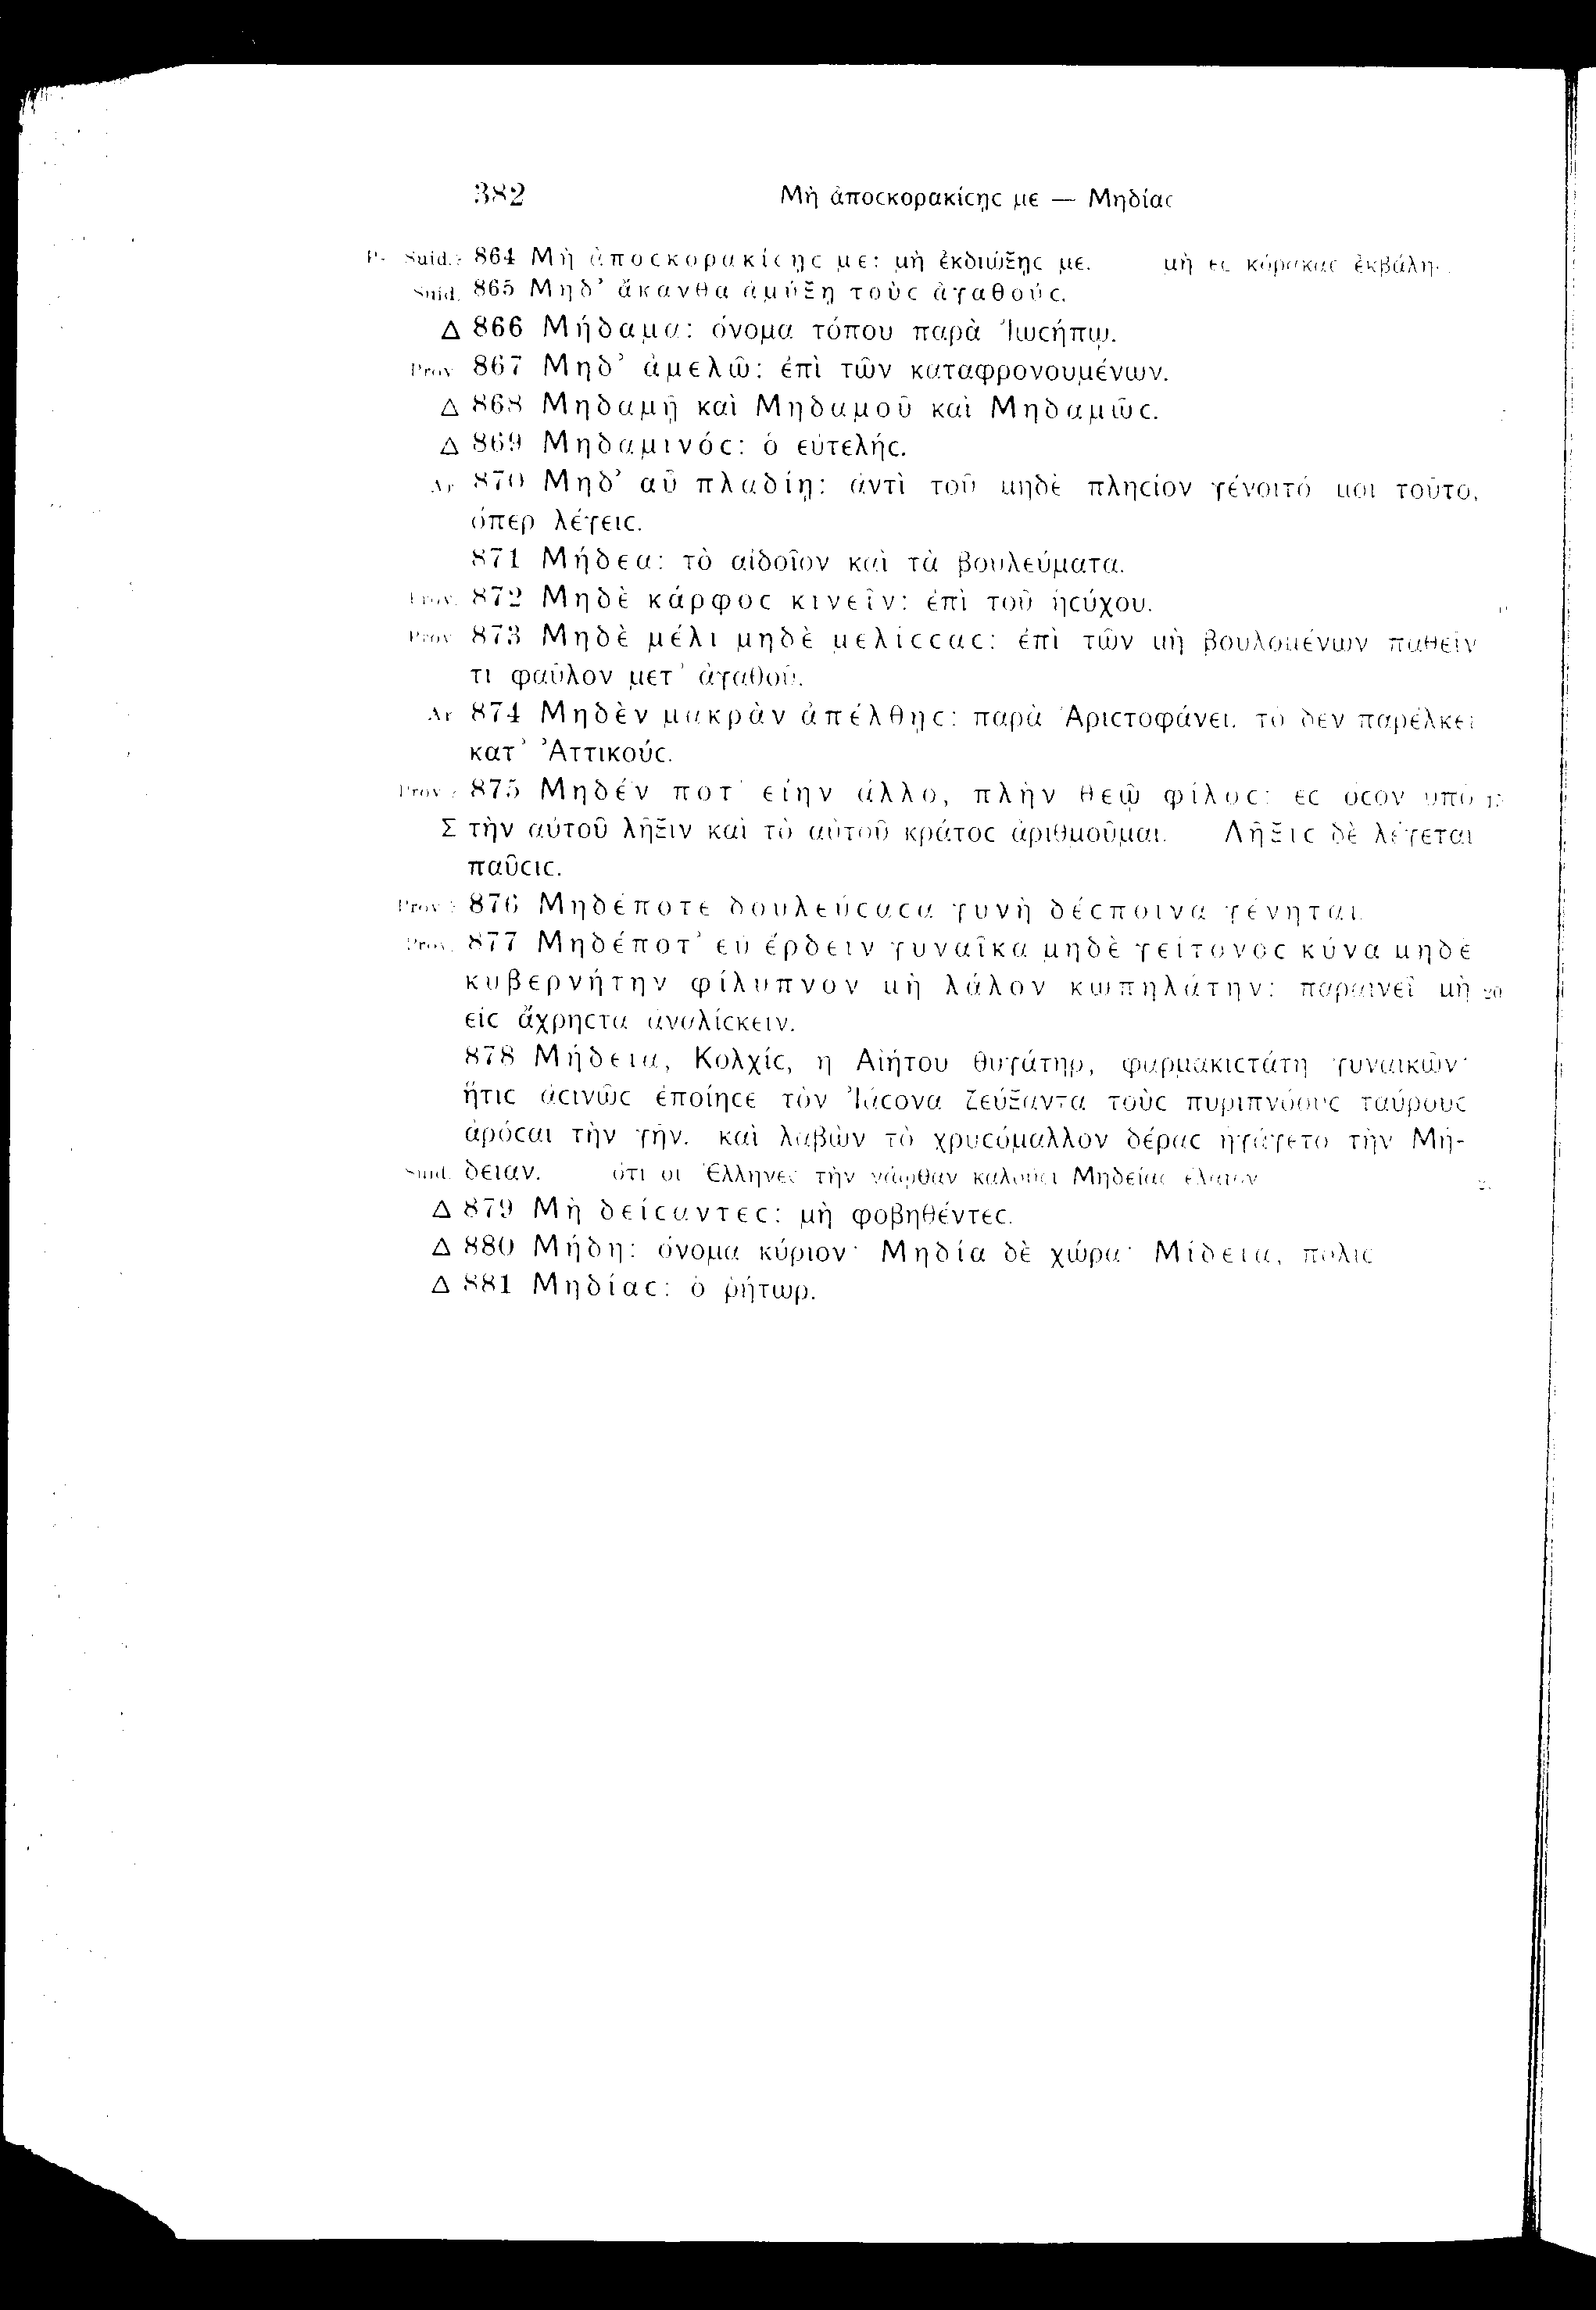 382 Μὴ ἀποϲκορακίϲῃϲ με — Μηδίαϲ
Suid. 864 Μὴ ἀποϲκορακίϲῃϲ με: μὴ ἐκδιώξῃϲ με. μὴ ἐϲ κόρακαϲ ἐκβάλῃϲ.
Suid. 865 Μηδ’ ἄκανθα ἀμύξῃ τοὺϲ ἀγαθούϲ.
Δ 866 Μήδαμα: ὄνομα τόπου παρὰ Ἰωϲήπῳ.
Prov. 867 Μηδ’ ἀμελῶ: ἐπὶ τῶν καταφρονουμένων.
Δ 868 Μηδαμῇ καὶ Μηδαμοῦ καὶ Μηδαμῶϲ.
Δ 869 Μηδαμινόϲ: ὁ εὐτελήϲ.
Ar 870 Μηδ’ αὖ πλαδίη: ἀντὶ τοῦ μηδὲ πληϲίον γένοιτό μοι τοῦτο,
ὅπερ λέγειϲ.
871 Μήδεα: τὸ αἰδοῖον καὶ τὰ βουλεύματα.
Prov. 872 Μηδὲ κάρφοϲ κινεῖν: ἐπὶ τοῦ ἡϲύχου.
Prov 873 Μηδὲ μέλι μηδὲ μελίϲϲαϲ: ἐπὶ τῶν μὴ βουλομένων παθεῖν
τι φαῦλον μετ’ ἀγαθοῦ.
Ar 874 Μηδὲν μακρὰν ἀπέλθῃϲ: παρὰ Ἀριϲτοφάνει. τὸ δὲν παρέλκει
κατ’ Ἀττικούϲ.
Prov 875 Μηδέν ποτ’ εἴην ἄλλο, πλὴν θεῷ φίλοϲ: ἐϲ ὅϲον ὑπὸ
Σ τὴν αὐτοῦ λῆξιν καὶ τὸ αὐτοῦ κράτοϲ ἀριθμοῦμαι. Λῆξιϲ δὲ λέγεται
παῦϲιϲ.
Prov 876 Μηδέποτε δουλεύϲαϲα γυνὴ δέϲποινα γένηται.
Prov. 877 Μηδέποτ’ εὖ ἔρδειν γυναῖκα μηδὲ γείτονοϲ κύνα μηδὲ
κυβερνήτην φίλυπνον μὴ λάλον κωπηλάτην: παραινεῖ μὴ 20
εἰϲ ἄχρηϲτα ἀναλίϲκειν.
878 Μήδεια, Κολχίϲ, ἡ Αἰήτου θυγάτηρ, φαρμακιϲτάτη γυναικῶν·
ἥτιϲ ἀϲινῶϲ ἐποίηϲε τὸν Ἰάϲονα ζεύξαντα τοὺϲ πυριπνόουϲ ταύρουϲ
ἀρόϲαι τὴν γῆν. καὶ λαβὼν τὸ χρυϲόμαλλον δέραϲ ἠγάγετο τὴν Μή-
Suid. δειαν. ὅτι οἱ Ἕλληνεϲ τὴν νάφθαν καλοῦϲι Μηδείαϲ ἔλαιον
Δ 879 Μὴ δείϲαντεϲ: μὴ φοβηθέντεϲ.
Δ 880 Μήδη: ὄνομα κύριον· Μηδία δὲ χώρα· Μίδεια, πόλιϲ
Δ 881 Μηδίαϲ: ὁ ῥήτωρ.